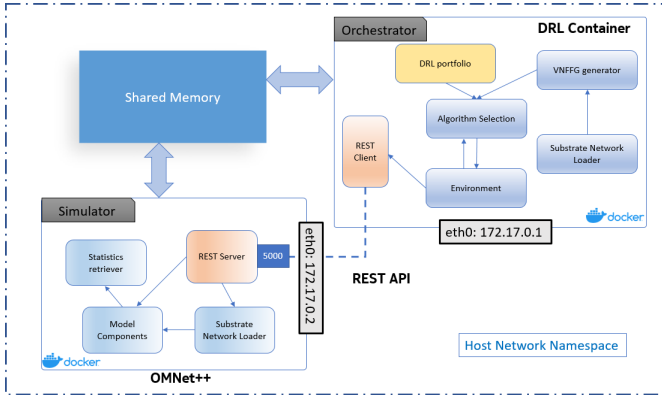 Orchestrator
DRL Container
DRL portfolio
VNFFG generator
Shared Memory
Algorithm Selection
REST
Client
Substrate Network
Loader
Environment
docker
eth0: 172.17.0.1
Simulator
eth0: 172.17.0.2
REST API
Statistics
retriever
REST Server
5000
Model
Components
Substrate
Network Loader
docker
OMNet++
Host Network Namespace